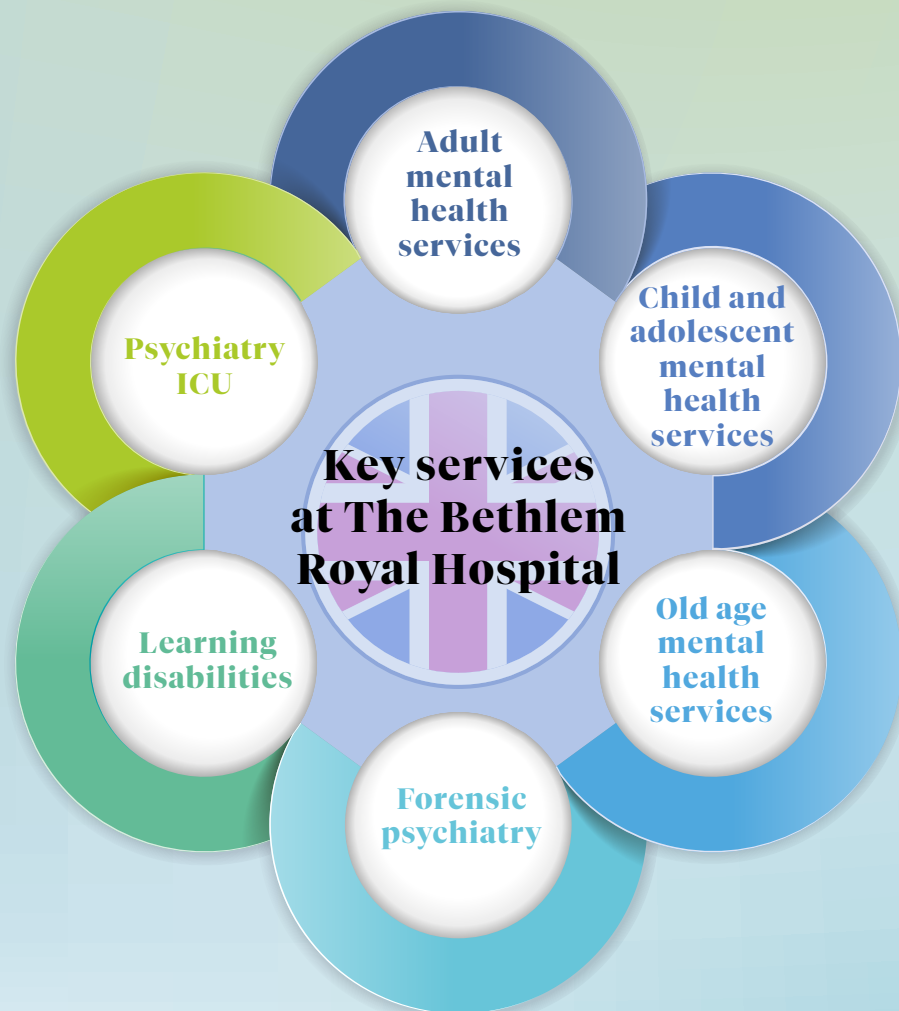 Adult
mental
health
services
Child and
adolescent
mental
health
services
Old age
mental
health
services
Forensic
psychiatry
Learning
disabilities
Psychiatry
ICU
Key services
at The Bethlem
Royal Hospital